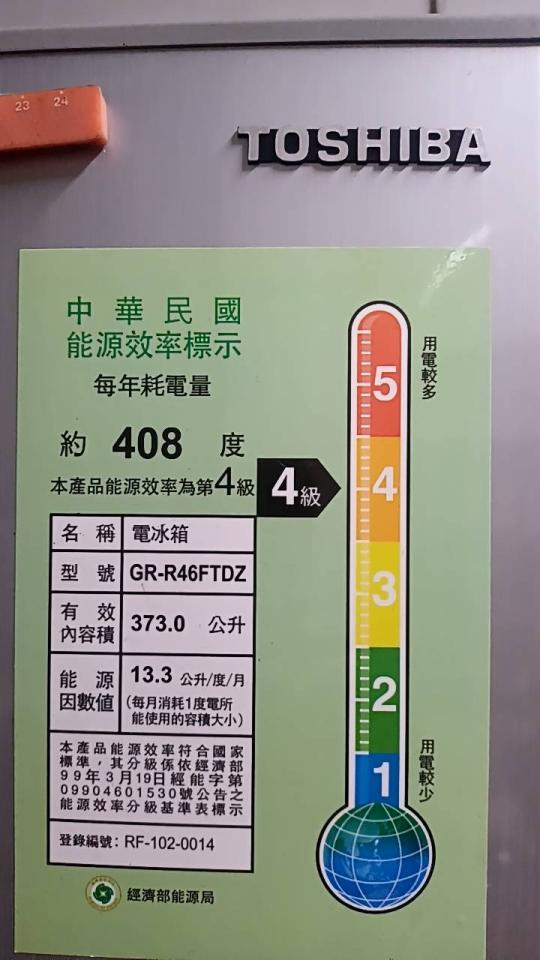 23 24
TOSHIBA
中華民國
能源效率標示
每年耗電量
約 408 度
本產品能源效率為第4級
4級
名稱 電冰箱
型號 GR-R46FTDZ
有效內容積 373.0 公升
能源因數值 13.3 公升/度/月
(每月消耗1度電所
能使用的容積大小)
本產品能源效率符合國家
標準，其分級係依經濟部
99年3月19日經能字第
09904601530號公告之
能源效率分級基準表標示
登錄編號: RF-102-0014
經濟部能源局
用電較多
5
4
3
2
1
用電較少